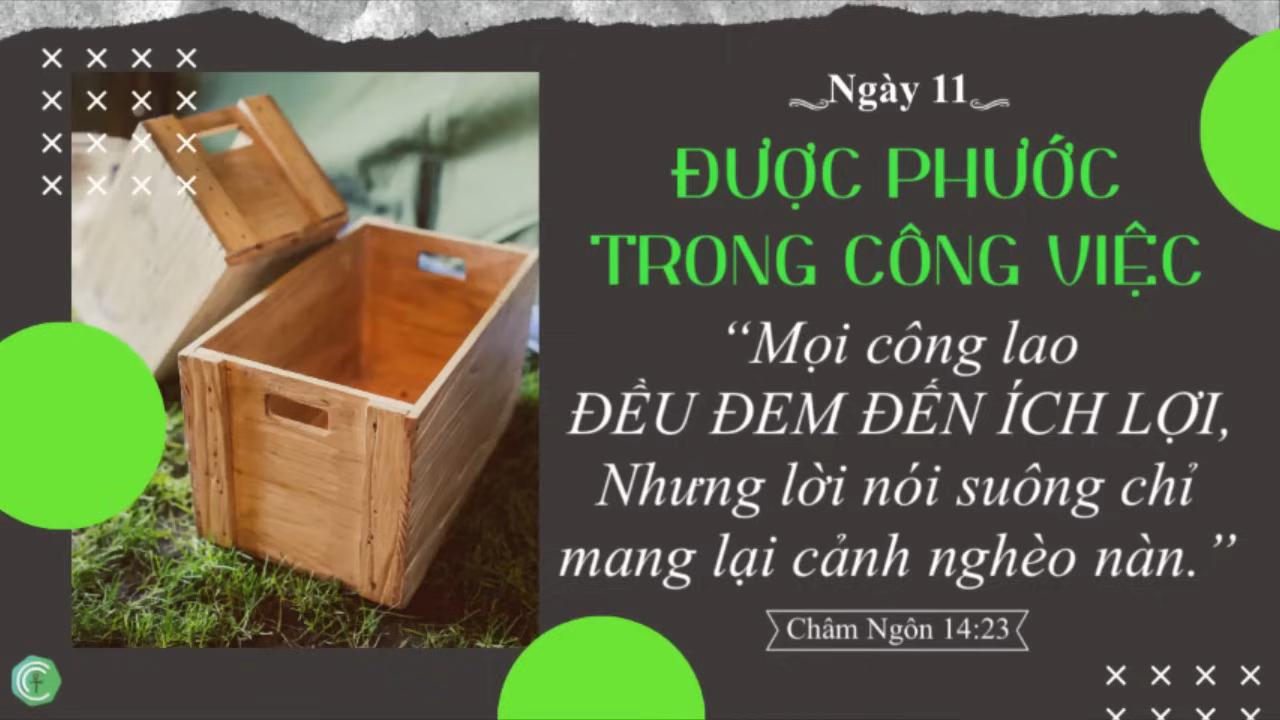 Ngày 11
ĐƯỢC PHƯỚC
TRONG CÔNG VIỆC
“Mọi công lao
ĐỀU ĐEM ĐẾN ÍCH LỢI,
Nhưng lời nói suông chỉ
mang lại cảnh nghèo nàn.”
Châm Ngôn 14:23